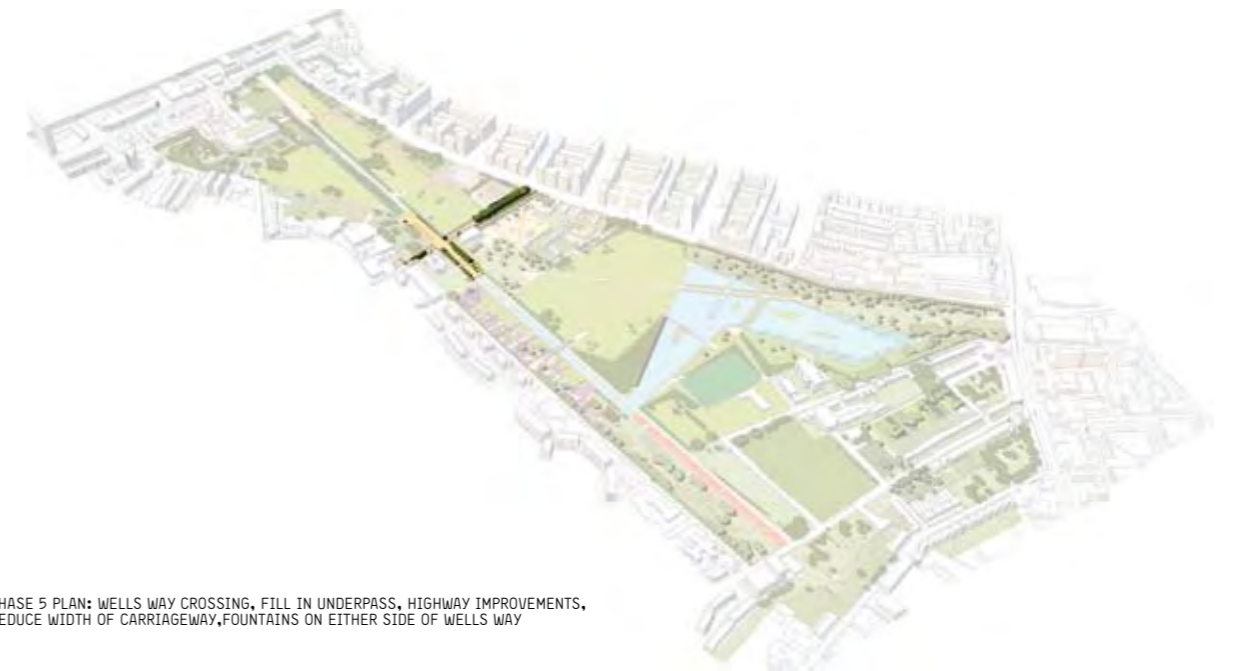 HASE 5 PLAN: WELLS WAY CROSSING, FILL IN UNDERPASS, HIGHWAY IMPROVEMENTS,
EDUCE WIDTH OF CARRIAGEWAY,FOUNTAINS ON EITHER SIDE OF WELLS WAY